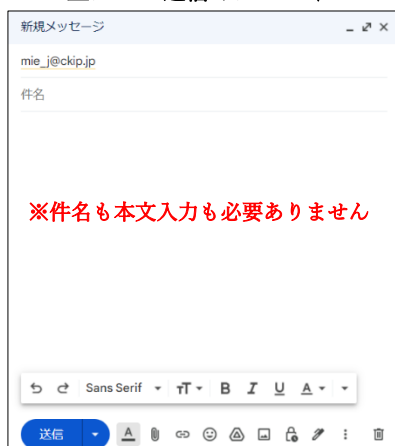 新規メッセージ
mie_j@ckip.jp
件名
※件名も本文入力も必要ありません
Sans Serif
B I U A
送信 A